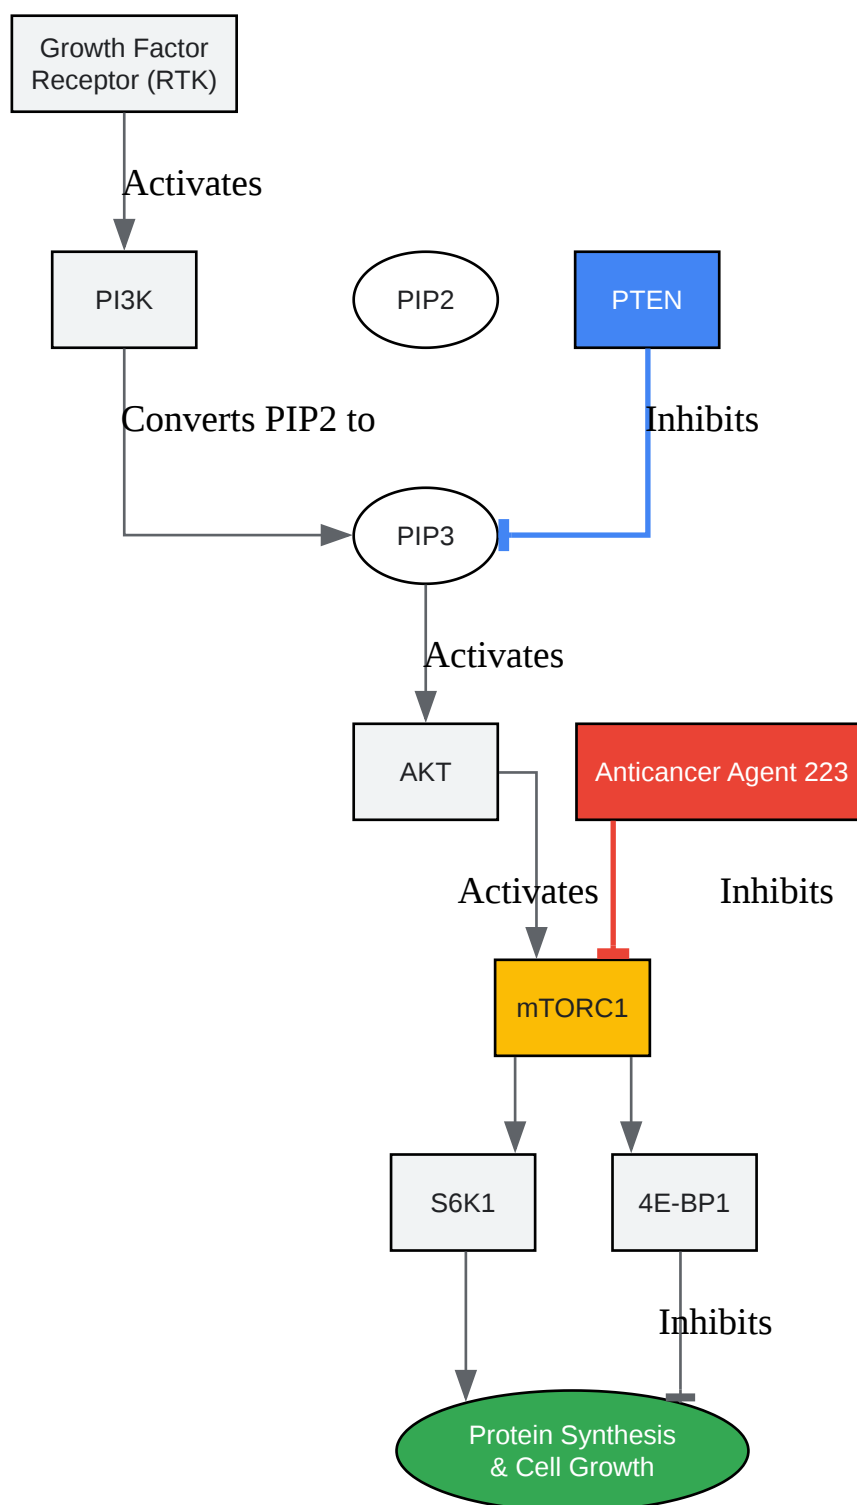 Growth Factor
Receptor (RTK)
Activates
PI3K
PIP2
PTEN
Converts PIP2 to
Inhibits
PIP3
Activates
AKT
Anticancer Agent 223
Activates
Inhibits
mTORC1
S6K1
4E-BP1
Inhibits
Protein Synthesis
& Cell Growth